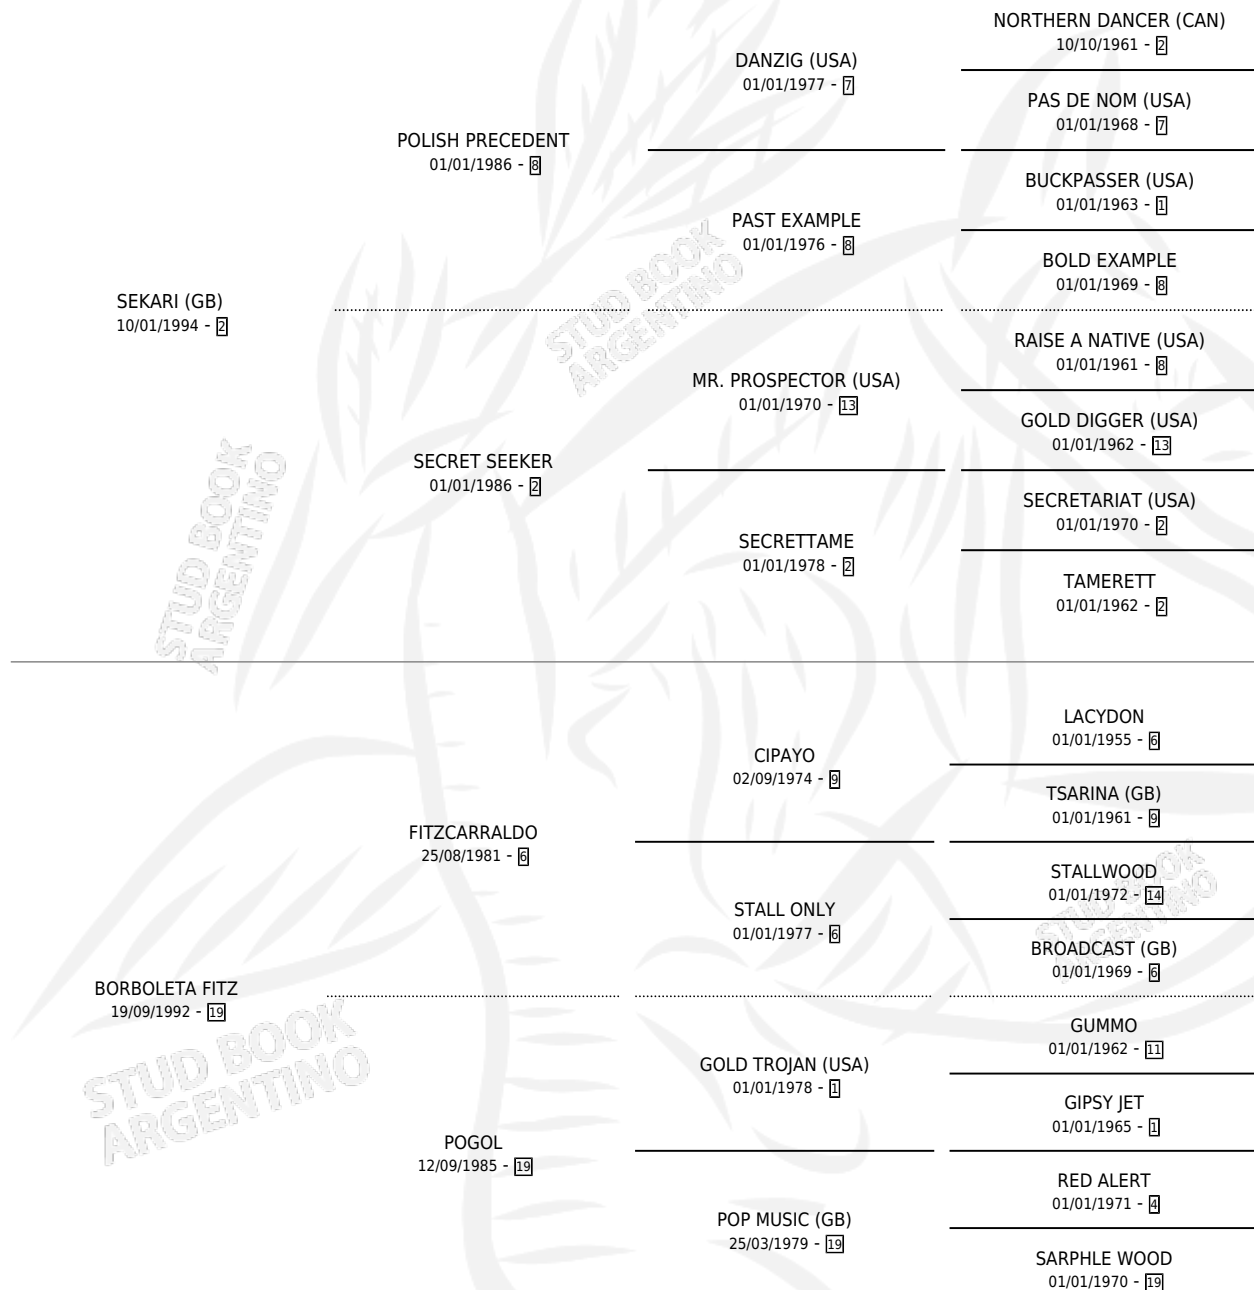 NORTHERN DANCER (CAN)
10/10/1961 - 2
DANZIG (USA)
01/01/1977 - 7
PAS DE NOM (USA)
01/01/1968 - 7
POLISH PRECEDENT
01/01/1986 - 8
BUCKPASSER (USA)
01/01/1963 - 1
PAST EXAMPLE
01/01/1976 - 8
BOLD EXAMPLE
01/01/1969 - 8
SEKARI (GB)
10/01/1994 - 2
STUD BOOK
ARGENTINO
RAISE A NATIVE (USA)
01/01/1961 - 8
MR. PROSPECTOR (USA)
01/01/1970 - 13
GOLD DIGGER (USA)
01/01/1962 - 13
SECRET SEEKER
01/01/1986 - 2
SECRETARIAT (USA)
01/01/1970 - 2
SECRETTAME
01/01/1978 - 2
TAMERETT
01/01/1962 - 2
STUD BOOK
ARGENTINO
LACYDON
01/01/1955 - 6
CIPAYO
02/09/1974 - 9
TSARINA (GB)
01/01/1961 - 9
FITZCARRALDO
25/08/1981 - 6
STALLWOOD
01/01/1972 - 14
STALL ONLY
01/01/1977 - 6
STUD BOOK
ARGENTINO
BROADCAST (GB)
01/01/1969 - 6
BORBOLETA FITZ
19/09/1992 - 19
GUMMO
01/01/1962 - 11
GOLD TROJAN (USA)
01/01/1978 - 1
GIPSY JET
01/01/1965 - 1
STUD BOOK
ARGENTINO
POGOL
12/09/1985 - 19
RED ALERT
01/01/1971 - 4
POP MUSIC (GB)
25/03/1979 - 19
SARPHLE WOOD
01/01/1970 - 19